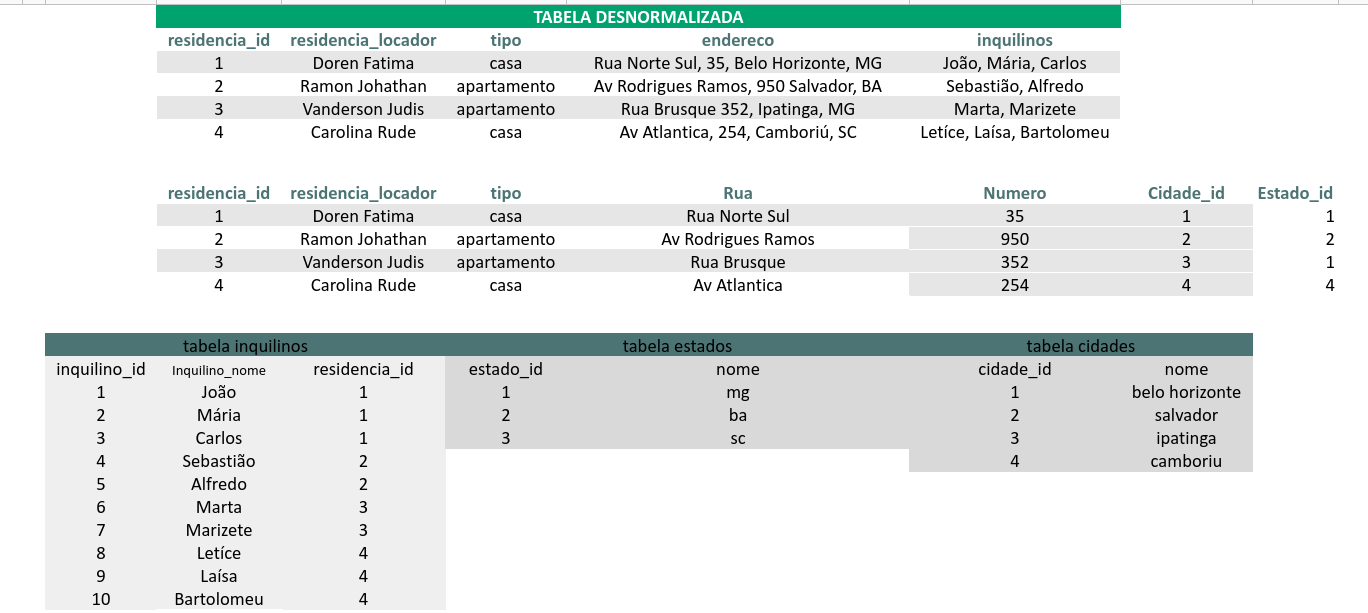 TABELA DESNORMALIZADA
residencia_id residencia_locador tipo endereco inquilinos
1 Doren Fatima casa Rua Norte Sul, 35, Belo Horizonte, MG João, Mária, Carlos
2 Ramon Johathan apartamento Av Rodrigues Ramos, 950 Salvador, BA Sebastião, Alfredo
3 Vanderson Judis apartamento Rua Brusque 352, Ipatinga, MG Marta, Marizete
4 Carolina Rude casa Av Atlantica, 254, Camboriú, SC Letíce, Laísa, Bartolomeu
residencia_id residencia_locador tipo Rua Numero Cidade_id Estado_id
1 Doren Fatima casa Rua Norte Sul 35 1 1
2 Ramon Johathan apartamento Av Rodrigues Ramos 950 2 2
3 Vanderson Judis apartamento Rua Brusque 352 3 1
4 Carolina Rude casa Av Atlantica 254 4 4
tabela inquilinos tabela estados tabela cidades
inquilino_id Inquilino_nome residencia_id estado_id nome cidade_id nome
1 João 1 1 mg 1 belo horizonte
2 Mária 1 2 ba 2 salvador
3 Carlos 1 3 sc 3 ipatinga
4 Sebastião 2 4 camboriu
5 Alfredo 2
6 Marta 3
7 Marizete 3
8 Letíce 4
9 Laísa 4
10 Bartolomeu 4